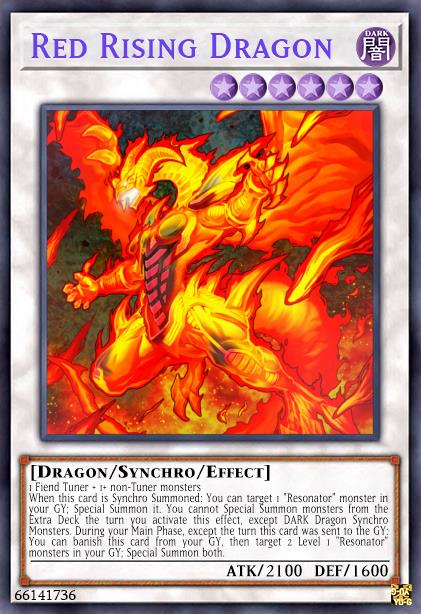 RED RISING DRAGON
DARK
闇
[DRAGON/SYNCHRO/EFFECT]
1 Fiend Tuner + 1+ non-Tuner monsters
When this card is Synchro Summoned: You can target 1 "Resonator" monster in
your GY; Special Summon it. You cannot Special Summon monsters from the
Extra Deck the turn you activate this effect, except DARK Dragon Synchro
Monsters. During your Main Phase, except the turn this card was sent to the GY:
You can banish this card from your GY, then target 2 Level 1 "Resonator"
monsters in your GY; Special Summon both.
ATK/2100 DEF/1600
66141736